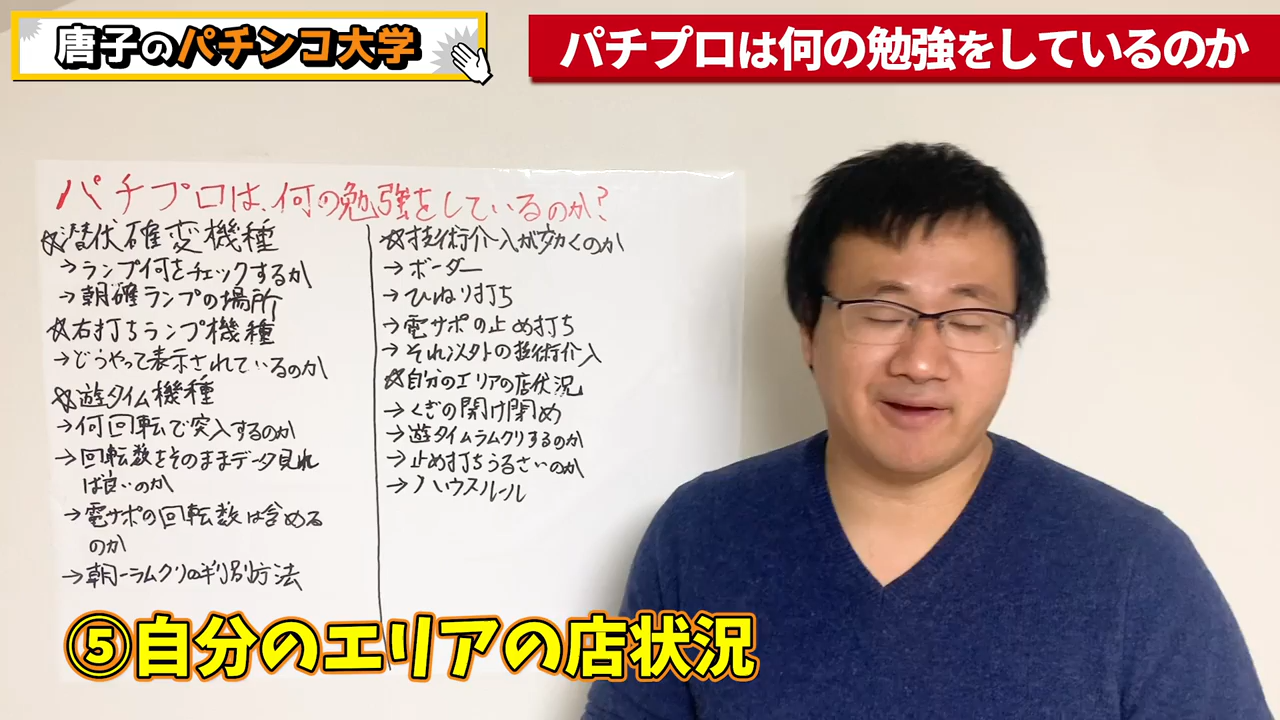 唐子のパチンコ大学
パチプロは何の勉強をしているのか
パチプロは、何の勉強をしているのか?
☆潜伏確変機種
→ランプ何をチェックするか
→朝確ランプの場所
☆右打ちランプ機種
→どうやって表示されているのか
☆遊タイム機種
→何回転で突入するのか
→回転数をそのままデータ見れ
ば良いのか
→電サポの回転数は含める
のか
→朝一ラムクリの判別方法
☆技術介入が効くのか
→ボーダー
→ひねり打ち
→電サポの止め打ち
→それ以外の技術介入
☆自分のエリアの店状況
→くぎの開け閉め
→遊タイムラムクリするのか
→止め打ちうるさいのか
→ハウスルール
⑤自分のエリアの店状況